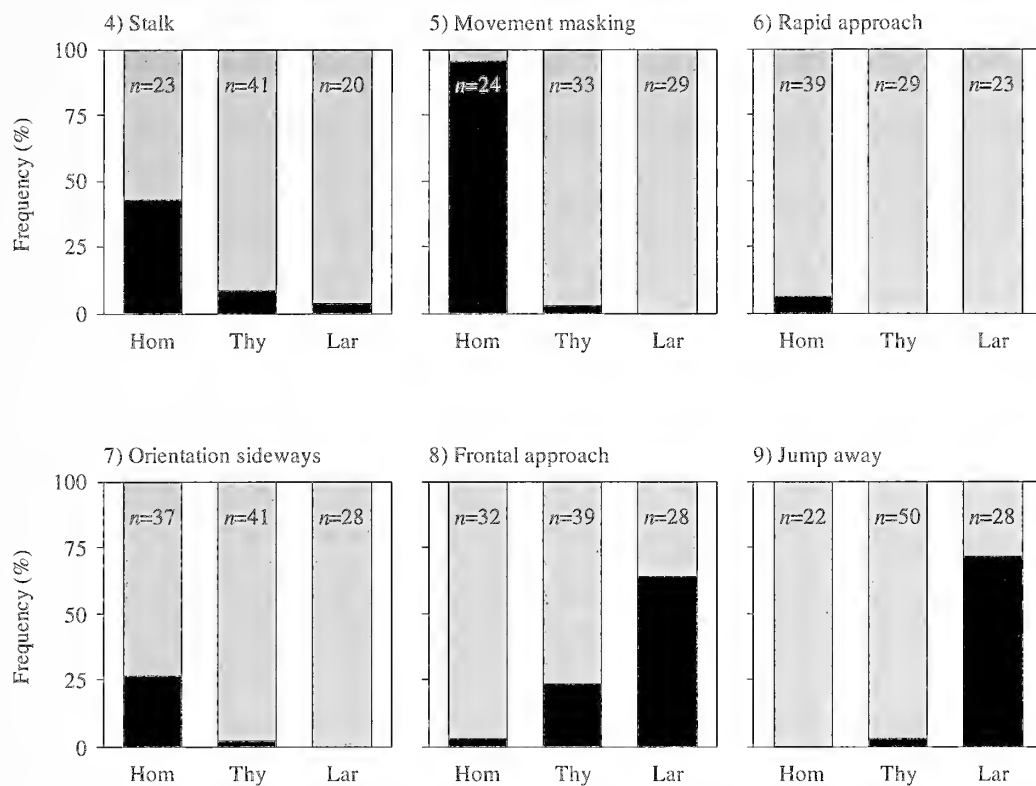 4) Stalk
5) Movement masking
6) Rapid approach
100
75
50
25
0
Frequency (%)
n=23
n=41
n=20
n=24
n=33
n=29
n=39
n=29
n=23
Hom
Thy
Lar
Hom
Thy
Lar
Hom
Thy
Lar
7) Orientation sideways
8) Frontal approach
9) Jump away
100
75
50
25
0
Frequency (%)
n=37
n=41
n=28
n=32
n=39
n=28
n=22
n=50
n=28
Hom
Thy
Lar
Hom
Thy
Lar
Hom
Thy
Lar